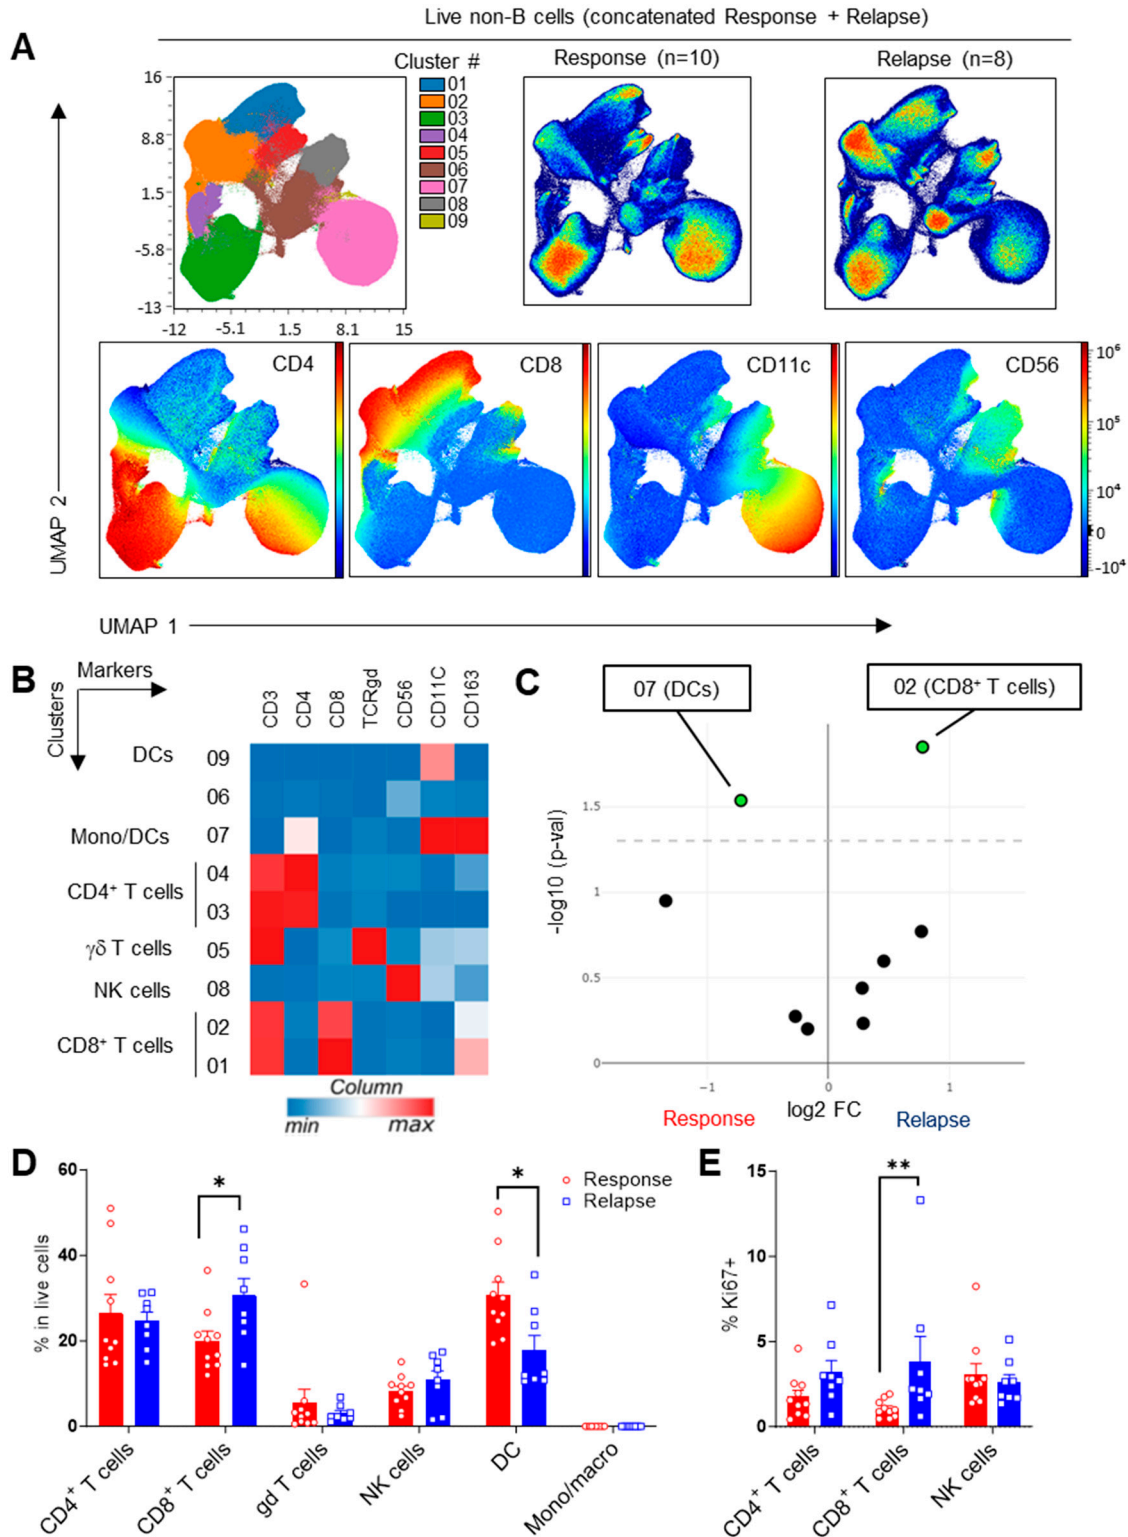 Live non-B cells (concatenated Response + Relapse)
A
Cluster #
Response (n=10)
Relapse (n=8)
16
8.8
1.5
-5.8
-13
-12 -5.1 1.5 8.1 15
01
02
03
04
05
06
07
08
09
CD4
CD8
CD11c
CD56
10⁶
10⁵
10⁴
0
-10⁴
UMAP 2
UMAP 1
B
Markers
Clusters
CD3
CD4
CD8
TCRgd
CD56
CD11C
CD163
DCs
09
06
Mono/DCs
07
CD4⁺ T cells
04
03
γδ T cells
05
NK cells
08
CD8⁺ T cells
02
01
Column
min max
C
07 (DCs)
02 (CD8⁺ T cells)
-log10 (p-val)
1.5
1
0.5
0
−1 0 1
log2 FC
Response
Relapse
D
% in live cells
60
40
20
0
*
*
Response
Relapse
CD4⁺ T cells
CD8⁺ T cells
gd T cells
NK cells
DC
Mono/macro
E
% Ki67+
15
10
5
0
**
CD4⁺ T cells
CD8⁺ T cells
NK cells